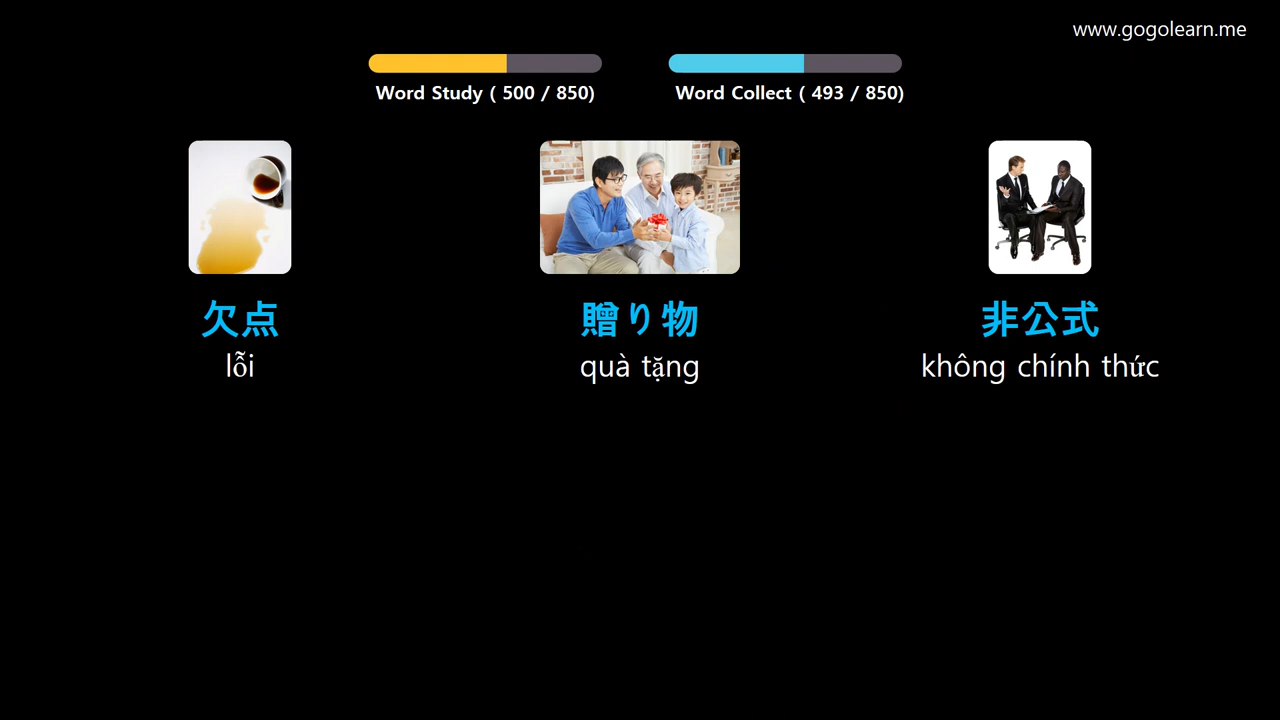 www.gogolearn.me
Word Study ( 500 / 850)
Word Collect ( 493 / 850)
欠点
lỗi
贈り物
quà tặng
非公式
không chính thức